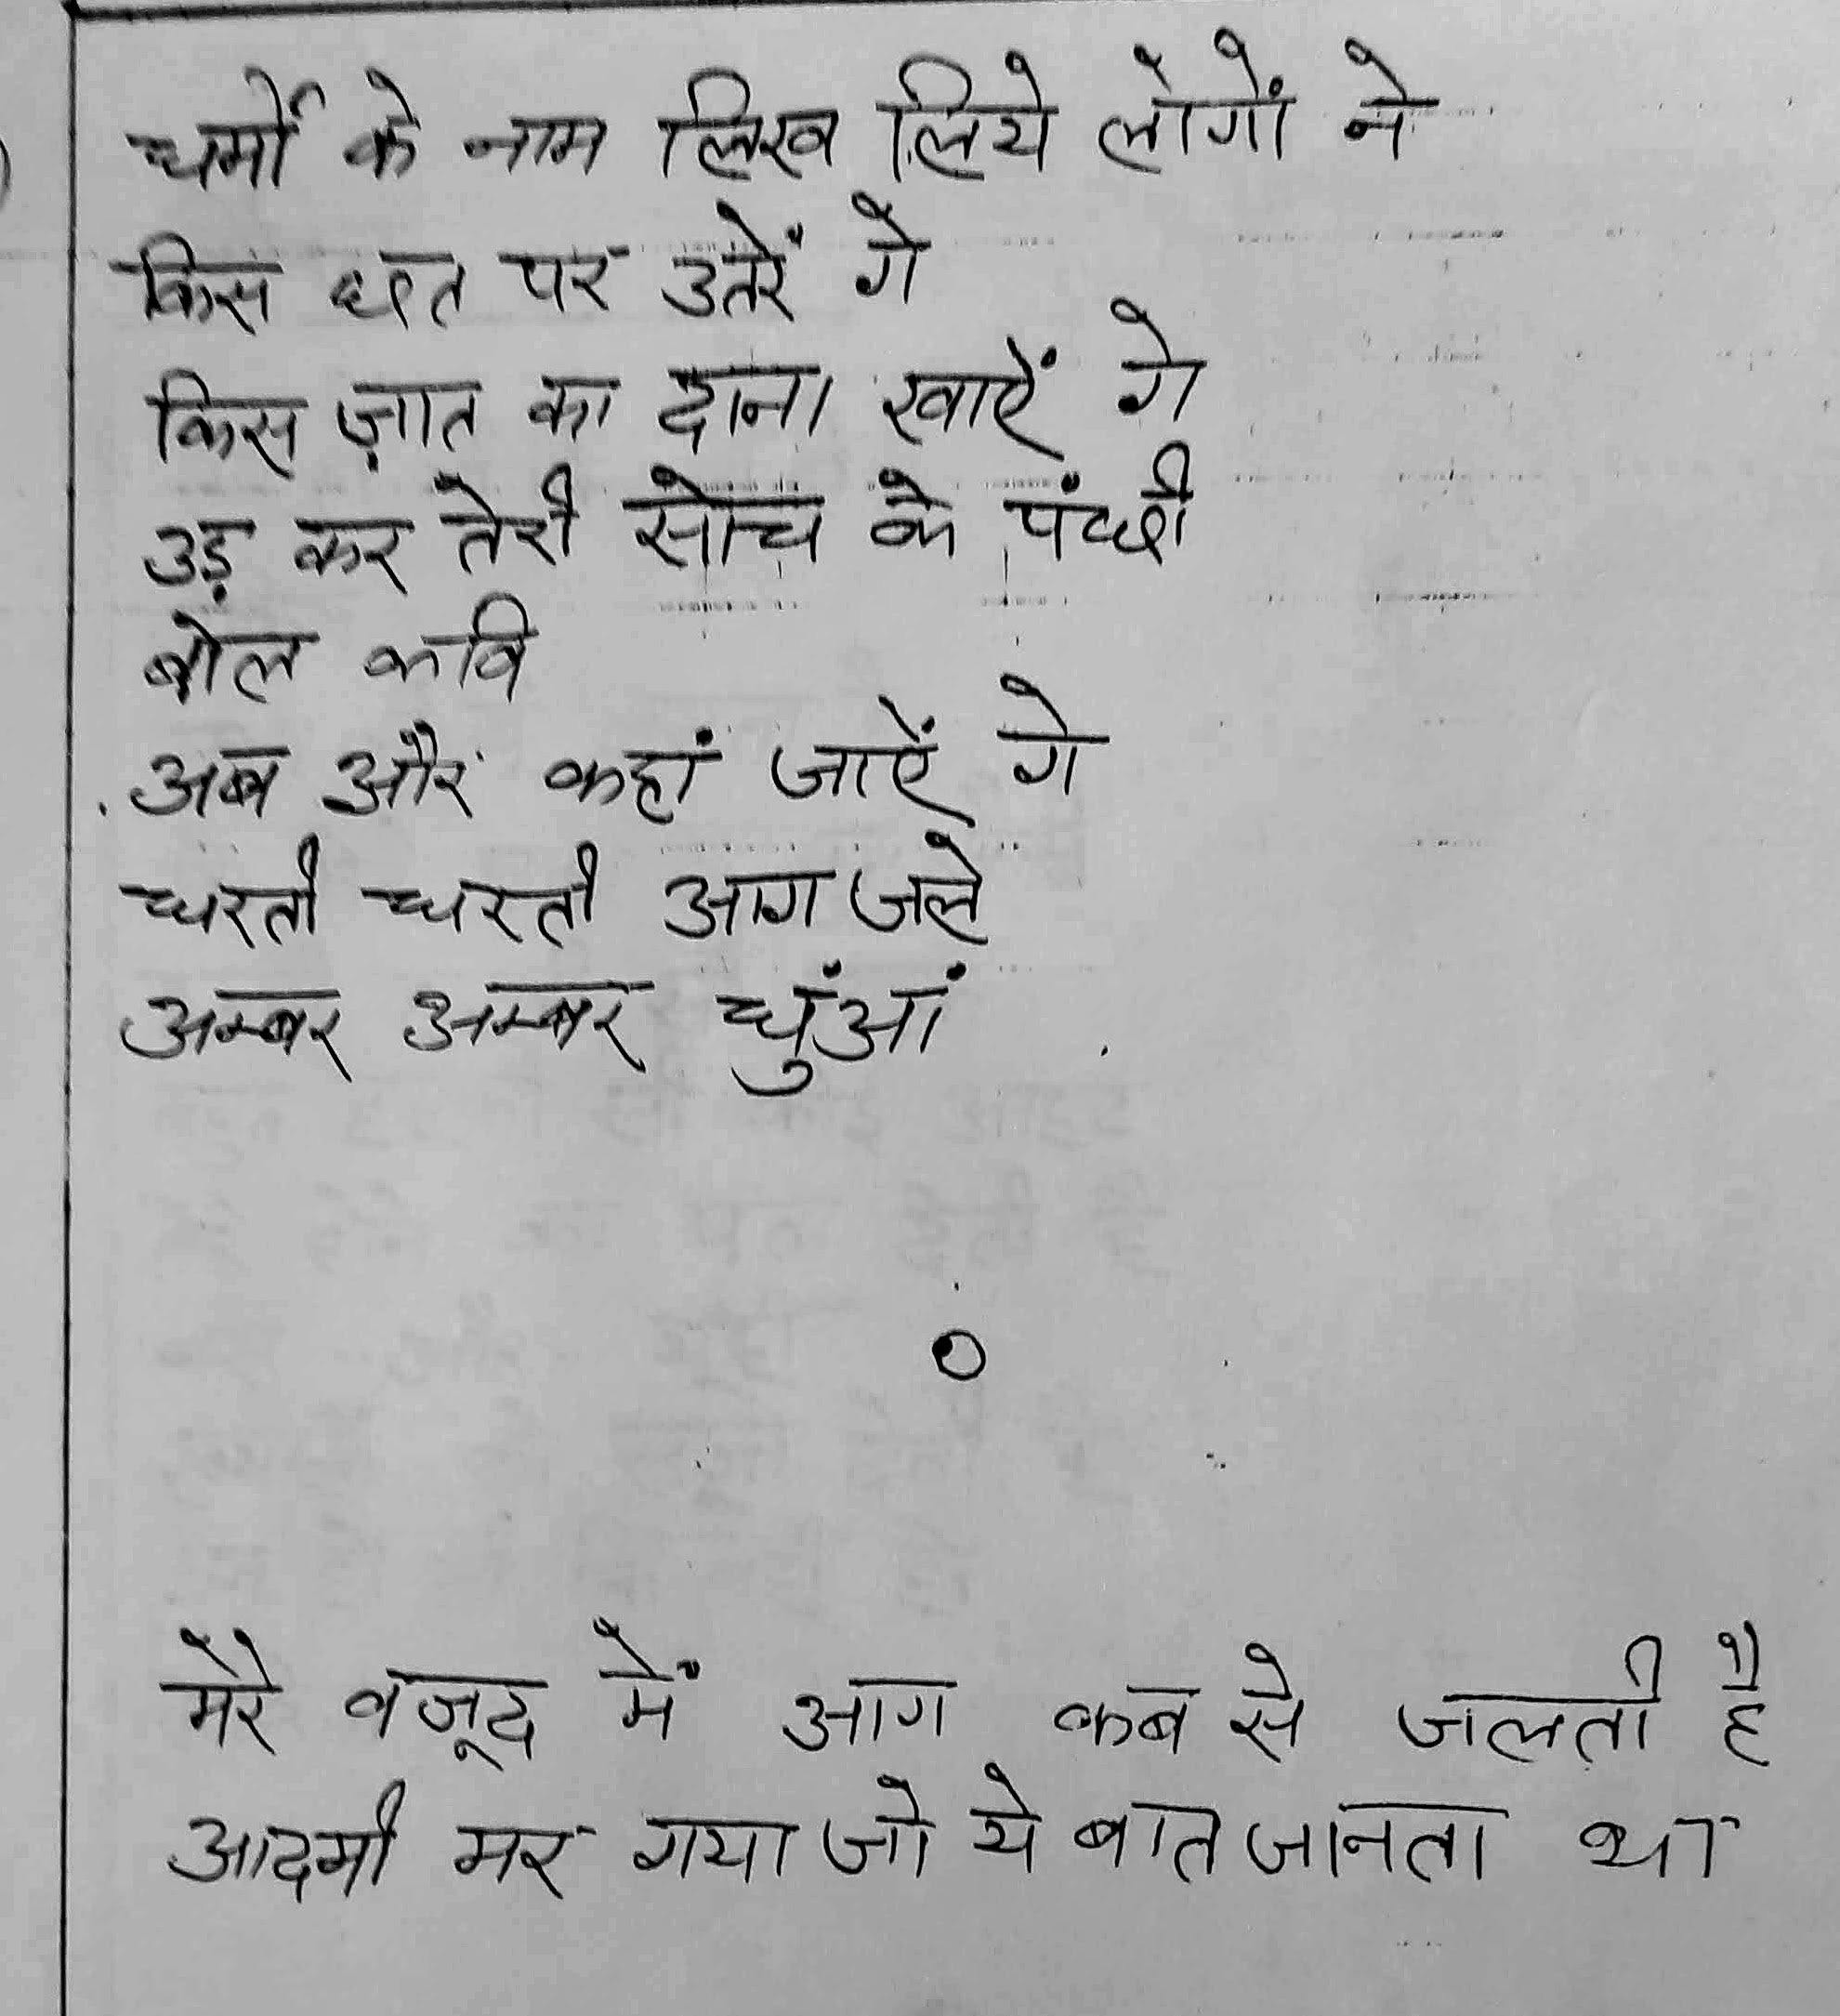 धर्मों के नाम लिख लिये लोगों ने
किस छत पर उतरें गे
किस ज़ात का दाना खाऐं गे
उड़ कर तेरी सोच के पंच्छी
बोल कवि
अब और कहां जाऐं गे
धरती धरती आग जले
अम्बर अम्बर धुंआं
मेरे वजूद में आग कब से जलती है
आदमी मर गया जो ये बात जानता था